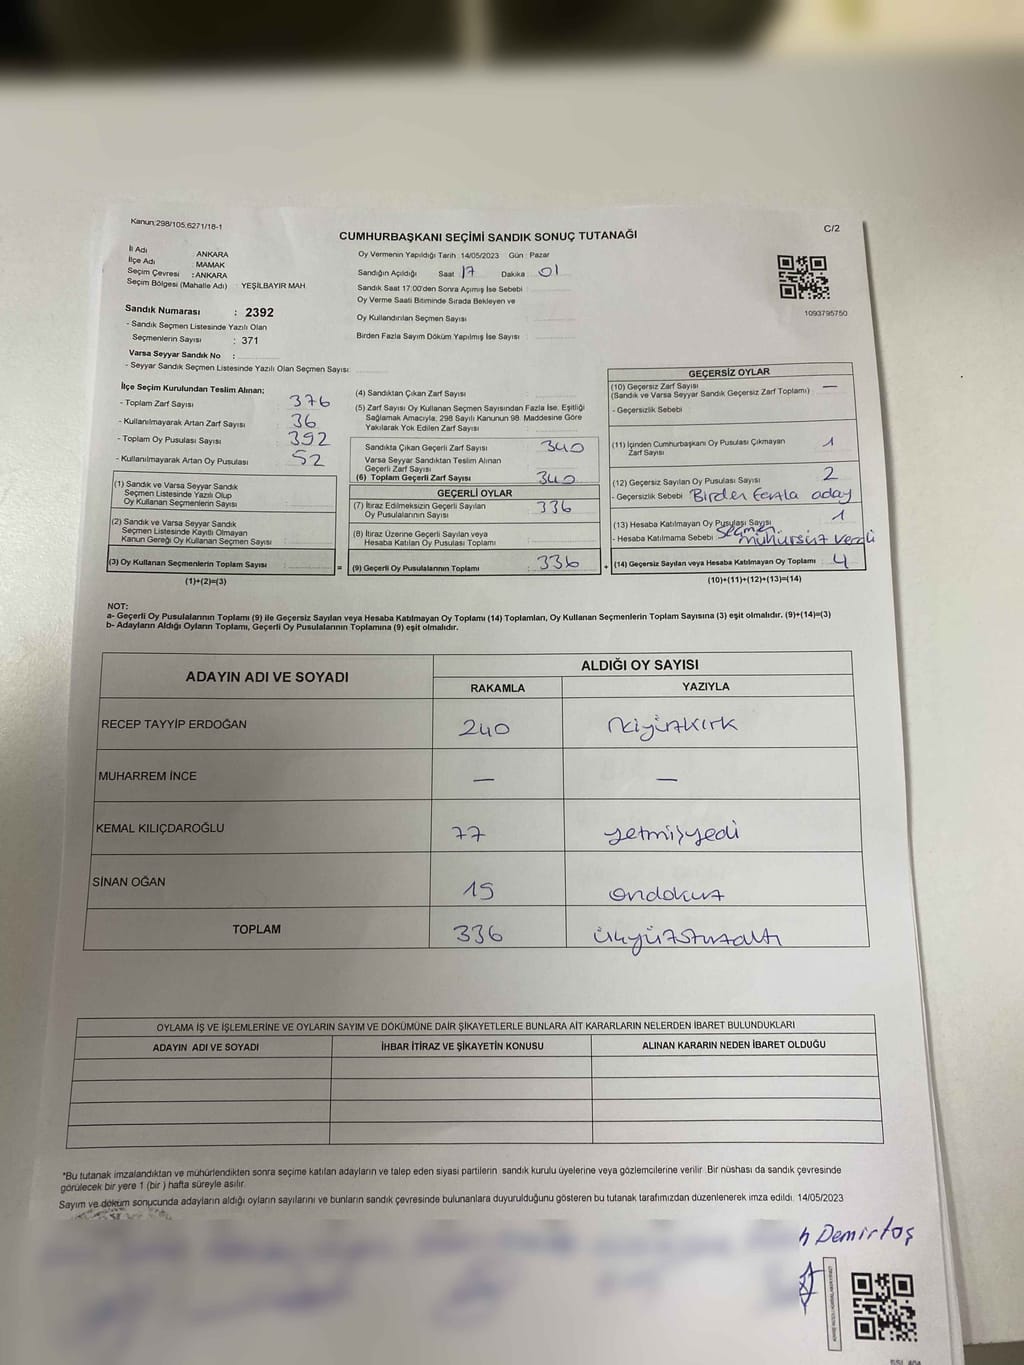 Kanun:298/105;6271/18-1
C/2
CUMHURBAŞKANI SEÇİMİ SANDIK SONUÇ TUTANAĞI
İl Adı ANKARA
İlçe Adı : MAMAK
Seçim Çevresi : ANKARA
Seçim Bölgesi (Mahalle Adı) : YEŞİLBAYIR MAH.
Oy Vermenin Yapıldığı Tarih : 14/05/2023 Gün : Pazar
Sandığın Açıldığı Saat 17 Dakika 01
Sandık Saat 17.00'den Sonra Açımış İse Sebebi
Oy Verme Saati Bitiminde Sırada Bekleyen ve
Oy Kullandırılan Seçmen Sayısı
Birden Fazla Sayım Döküm Yapılmış İse Sayısı
1093795750
Sandık Numarası : 2392
- Sandık Seçmen Listesinde Yazılı Olan
Seçmenlerin Sayısı : 371
Varsa Seyyar Sandık No :
- Seyyar Sandık Seçmen Listesinde Yazılı Olan Seçmen Sayısı:
İlçe Seçim Kurulundan Teslim Alınan;
- Toplam Zarf Sayısı 376
- Kullanılmayarak Artan Zarf Sayısı 36
- Toplam Oy Pusulası Sayısı 392
- Kullanılmayarak Artan Oy Pusulası 52
(1) Sandık ve Varsa Seyyar Sandık
Seçmen Listesinde Yazılı Olup
Oy Kullanan Seçmenlerin Sayısı
(2) Sandık ve Varsa Seyyar Sandık
Seçmen Listesinde Kayıtlı Olmayan
Kanun Gereği Oy Kullanan Seçmen Sayısı :
(3) Oy Kullanan Seçmenlerin Toplam Sayısı
(1)+(2)=(3)
=
(4) Sandıktan Çıkan Zarf Sayısı
(5) Zarf Sayısı Oy Kullanan Seçmen Sayısından Fazla İse, Eşitliği
Sağlamak Amacıyla, 298 Sayılı Kanunun 98. Maddesine Göre
Yakılarak Yok Edilen Zarf Sayısı
Sandıkta Çıkan Geçerli Zarf Sayısı 340
Varsa Seyyar Sandıktan Teslim Alınan
Geçerli Zarf Sayısı
(6) Toplam Geçerli Zarf Sayısı 340
GEÇERLİ OYLAR
(7) İtiraz Edilmeksizin Geçerli Sayılan
Oy Pusulalarının Sayısı 336
(8) İtiraz Üzerine Geçerli Sayılan veya
Hesaba Katılan Oy Pusulası Toplamı
(9) Geçerli Oy Pusulalarının Toplamı : 336
+
GEÇERSİZ OYLAR
(10) Geçersiz Zarf Sayısı —
(Sandık ve Varsa Seyyar Sandık Geçersiz Zarf Toplamı)
- Geçersizlik Sebebi
(11) İçinden Cumhurbaşkanı Oy Pusulası Çıkmayan
Zarf Sayısı 1
(12) Geçersiz Sayılan Oy Pusulası Sayısı 2
- Geçersizlik Sebebi Birden fazla aday
(13) Hesaba Katılmayan Oy Pusulası Sayısı 1
- Hesaba Katılmama Sebebi Seçmen mühürsüz verdi
(14) Geçersiz Sayılan veya Hesaba Katılmayan Oy Toplamı : 4
(10)+(11)+(12)+(13)=(14)
NOT:
a- Geçerli Oy Pusulalarının Toplamı (9) ile Geçersiz Sayılan veya Hesaba Katılmayan Oy Toplamı (14) Toplamları, Oy Kullanan Seçmenlerin Toplam Sayısına (3) eşit olmalıdır. (9)+(14)=(3)
b- Adayların Aldığı Oyların Toplamı, Geçerli Oy Pusulalarının Toplamına (9) eşit olmalıdır.
ADAYIN ADI VE SOYADI
ALDIĞI OY SAYISI
RAKAMLA YAZIYLA
RECEP TAYYİP ERDOĞAN 240 ikiyüzkırk
MUHARREM İNCE — —
KEMAL KILIÇDAROĞLU 77 yetmişyedi
SİNAN OĞAN 19 ondokuz
TOPLAM 336 üçyüzotuzaltı
OYLAMA İŞ VE İŞLEMLERİNE VE OYLARIN SAYIM VE DÖKÜMÜNE DAİR ŞİKAYETLERLE BUNLARA AİT KARARLARIN NELERDEN İBARET BULUNDUKLARI
ADAYIN ADI VE SOYADI İHBAR İTİRAZ VE ŞİKAYETİN KONUSU ALINAN KARARIN NEDEN İBARET OLDUĞU
*Bu tutanak imzalandıktan ve mühürlendikten sonra seçime katılan adayların ve talep eden siyasi partilerin sandık kurulu üyelerine veya gözlemcilerine verilir. Bir nüshası da sandık çevresinde
görülecek bir yere 1 (bir ) hafta süreyle asılır.
Sayım ve döküm sonucunda adayların aldığı oyların sayılarını ve bunların sandık çevresinde bulunanlara duyurulduğunu gösteren bu tutanak tarafımızdan düzenlenerek imza edildi. 14/05/2023
Demirtaş